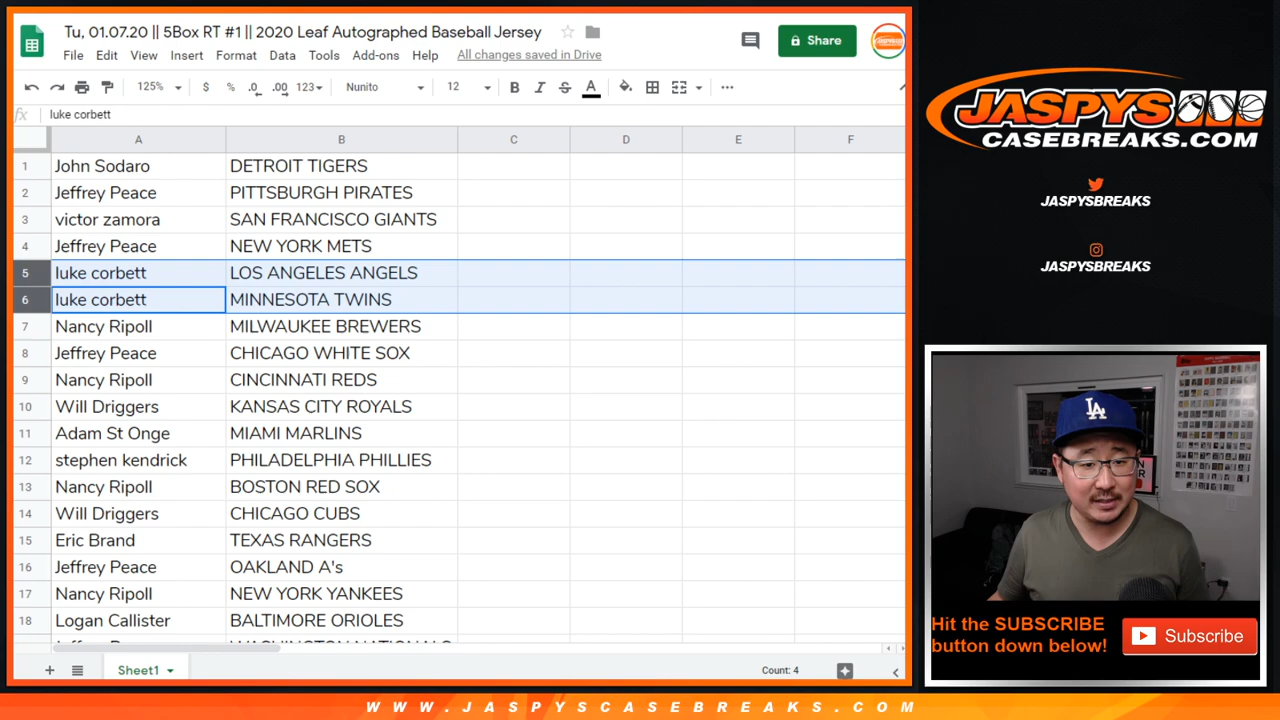 Tu, 01.07.20 || 5Box RT #1 || 2020 Leaf Autographed Baseball Jersey
File Edit View Insert Format Data Tools Add-ons Help All changes saved in Drive
Share
125% $ % .0 .00 123 Nunito 12 B I S A
fx luke corbett
A B C D E F
1 John Sodaro DETROIT TIGERS
2 Jeffrey Peace PITTSBURGH PIRATES
3 victor zamora SAN FRANCISCO GIANTS
4 Jeffrey Peace NEW YORK METS
5 luke corbett LOS ANGELES ANGELS
6 luke corbett MINNESOTA TWINS
7 Nancy Ripoll MILWAUKEE BREWERS
8 Jeffrey Peace CHICAGO WHITE SOX
9 Nancy Ripoll CINCINNATI REDS
10 Will Driggers KANSAS CITY ROYALS
11 Adam St Onge MIAMI MARLINS
12 stephen kendrick PHILADELPHIA PHILLIES
13 Nancy Ripoll BOSTON RED SOX
14 Will Driggers CHICAGO CUBS
15 Eric Brand TEXAS RANGERS
16 Jeffrey Peace OAKLAND A's
17 Nancy Ripoll NEW YORK YANKEES
18 Logan Callister BALTIMORE ORIOLES
Sheet1
Count: 4
JASPYS
CASEBREAKS.COM
JASPYSBREAKS
JASPYSBREAKS
LA
Hit the SUBSCRIBE
button down below!
Subscribe
WWW.JASPYSCASEBREAKS.COM